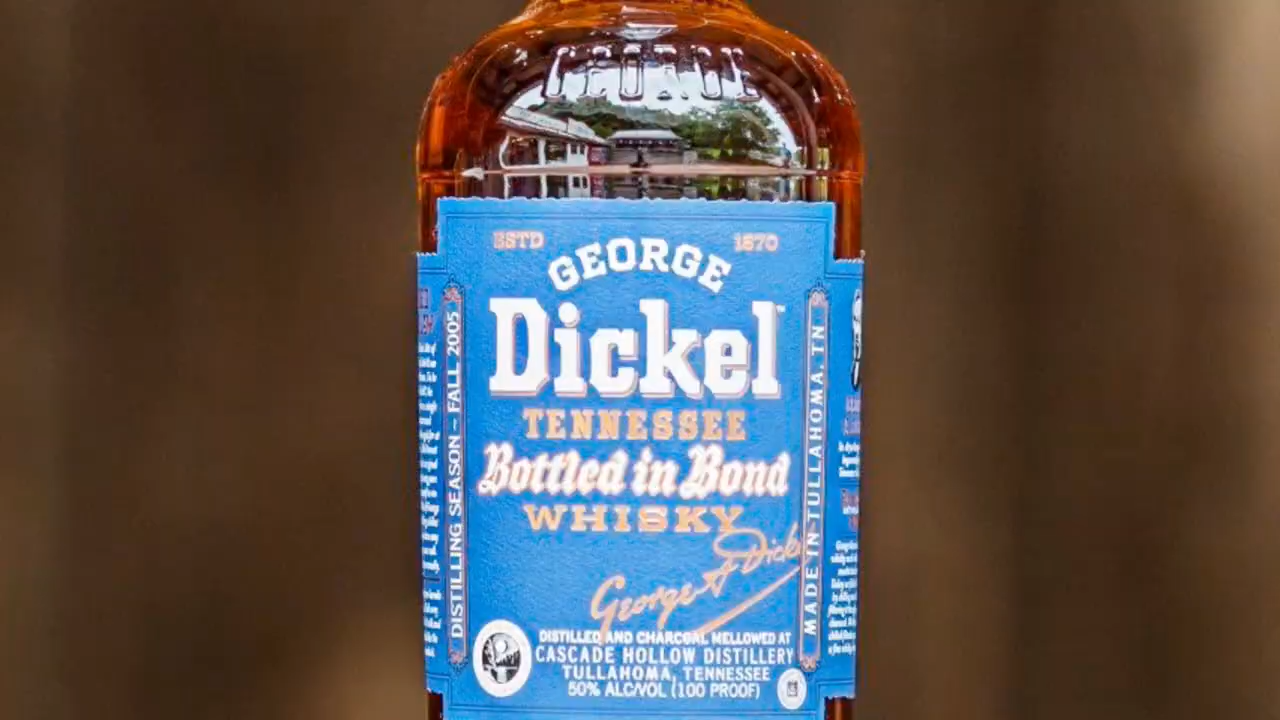 GEORGE
ESTD 1870
GEORGE
Dickel
TENNESSEE
Bottled in Bond
WHISKY
George A Dickel
DISTILLED AND CHARCOAL MELLOWED AT
CASCADE HOLLOW DISTILLERY
TULLAHOMA, TENNESSEE
50% ALC/VOL (100 PROOF)
DISTILLING SEASON - FALL 2005
MADE IN TULLAHOMA, TN